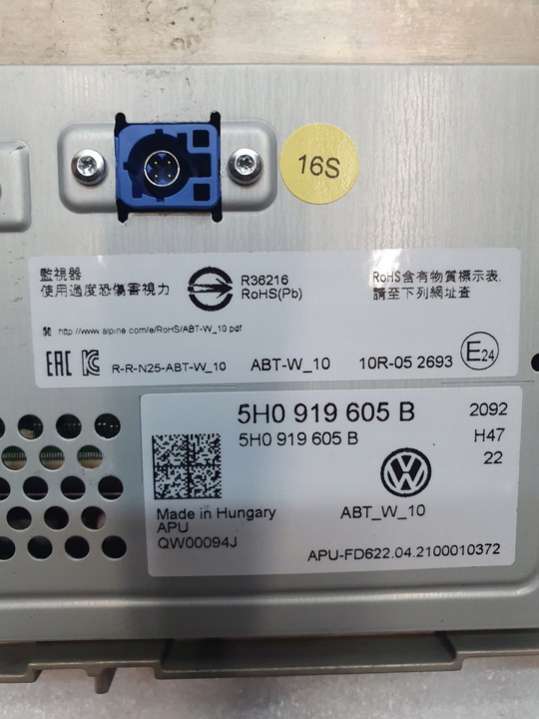 16S
監視器
使用過度恐傷害視力
R36216
RoHS(Pb)
RoHS含有物質標示表.
請至下列網址查
http://www.alpine.com/e/RoHS/ABT-W_10.pdf
EAC KC R-R-N25-ABT-W_10 ABT-W_10 10R-05 2693 E24
5H0 919 605 B 2092
5H0 919 605 B H47
22
VW
Made in Hungary ABT_W_10
APU
QW00094J APU-FD622.04.2100010372